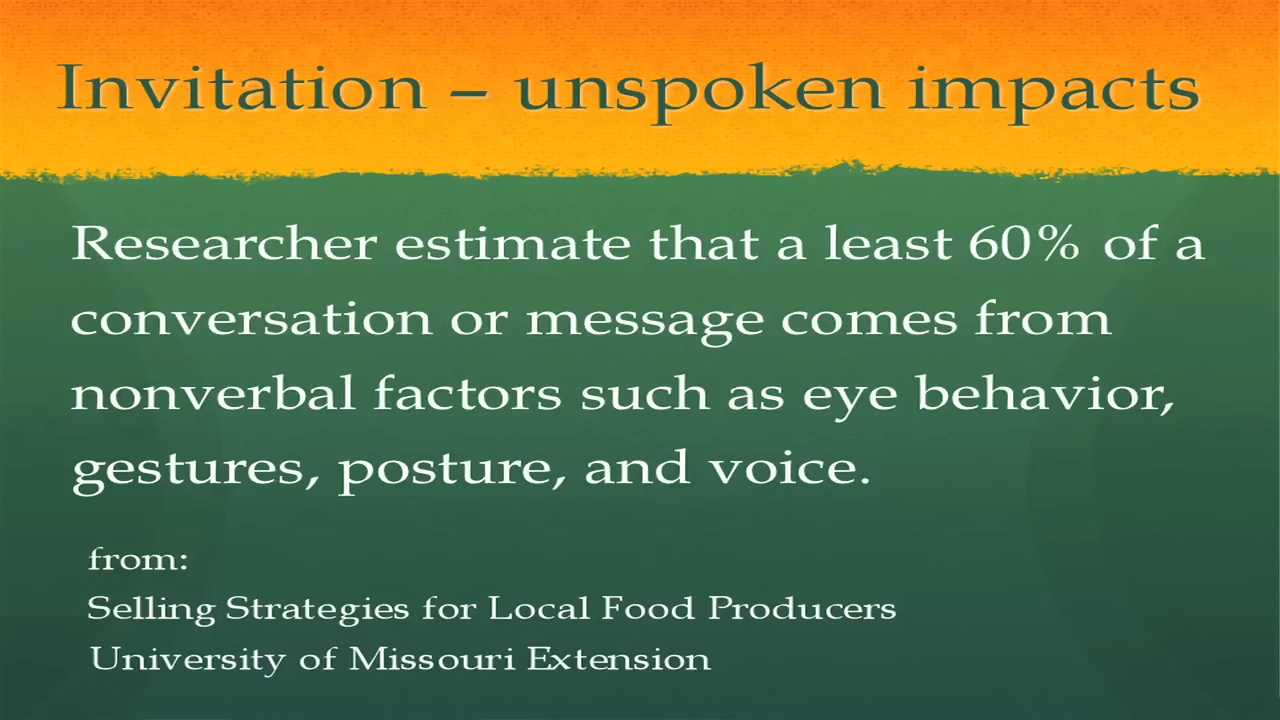 Invitation – unspoken impacts
Researcher estimate that a least 60% of a
conversation or message comes from
nonverbal factors such as eye behavior,
gestures, posture, and voice.
from:
Selling Strategies for Local Food Producers
University of Missouri Extension